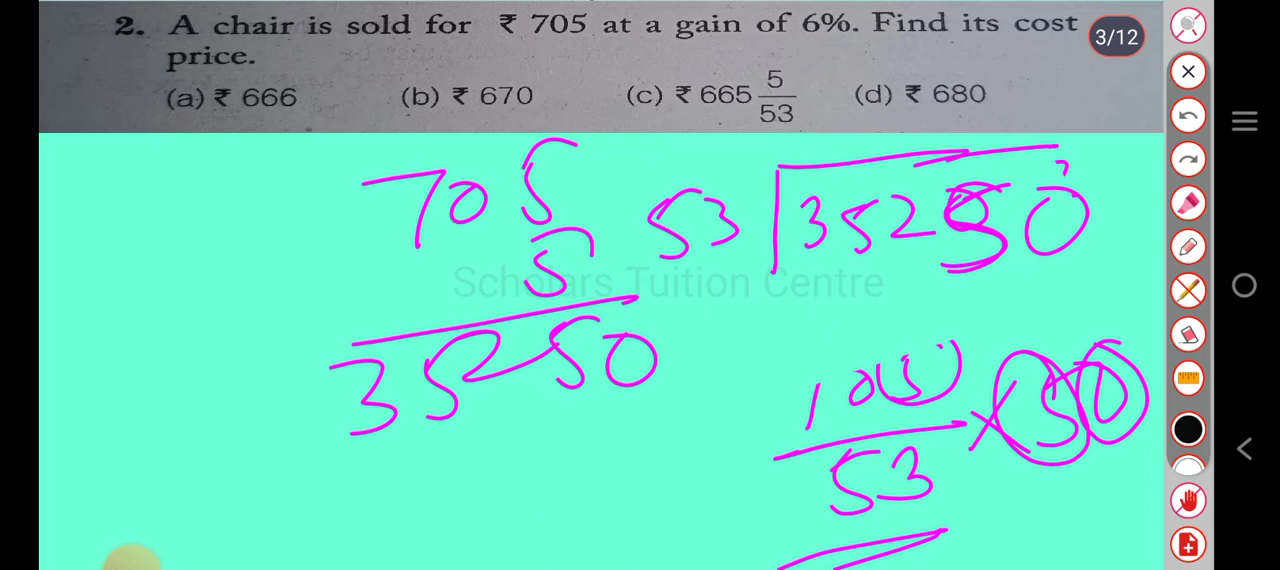 2. A chair is sold for ₹ 705 at a gain of 6%. Find its cost
price.
(a) ₹ 666 (b) ₹ 670 (c) ₹ 665 5/53 (d) ₹ 680
3/12
705
5
35250
53 35250
Scholars Tuition Centre
53